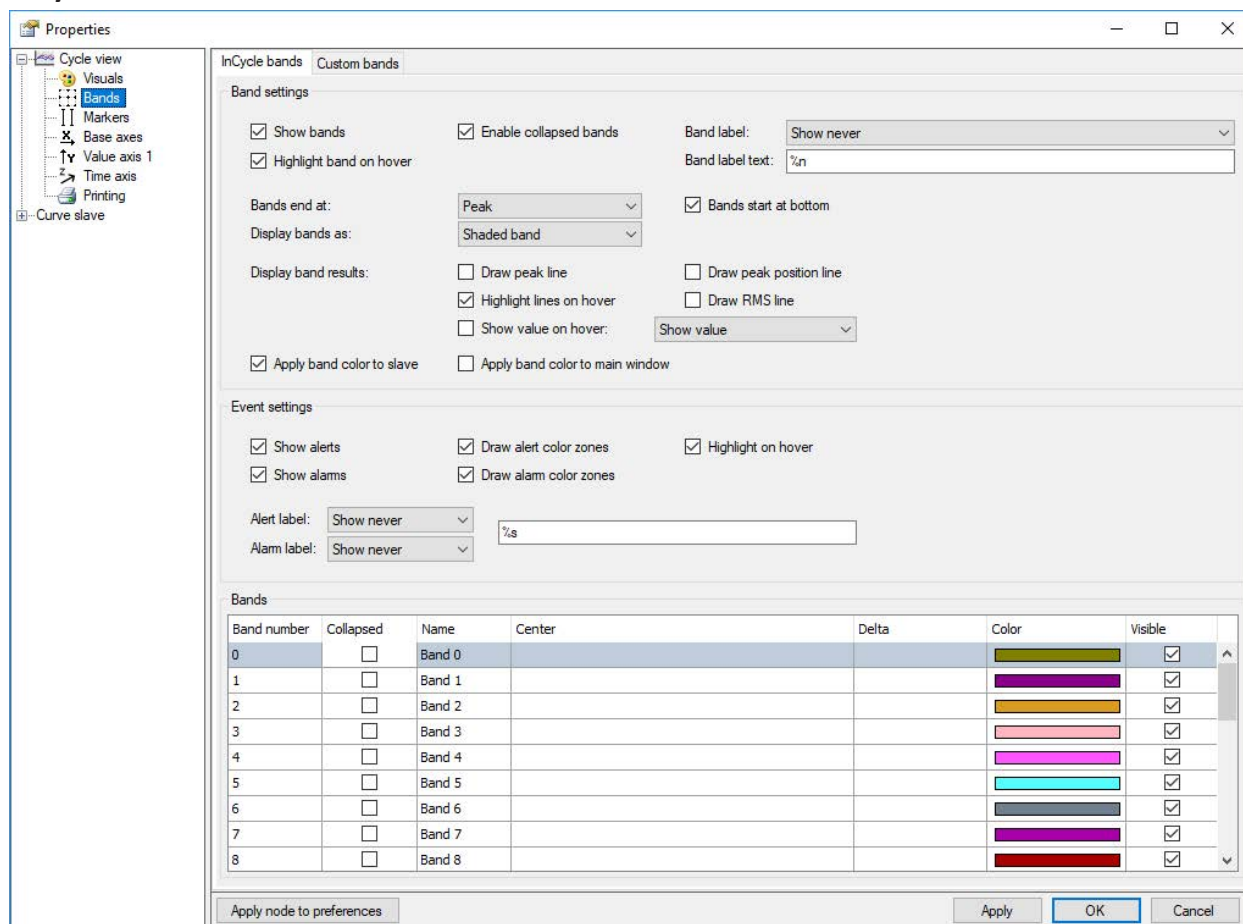 Properties
Cycle view
Visuals
Bands
Markers
Base axes
Value axis 1
Time axis
Printing
Curve slave
InCycle bands Custom bands
Band settings
Show bands Enable collapsed bands Band label: Show never
Highlight band on hover Band label text: %n
Bands end at: Peak Bands start at bottom
Display bands as: Shaded band
Display band results: Draw peak line Draw peak position line
Highlight lines on hover Draw RMS line
Show value on hover: Show value
Apply band color to slave Apply band color to main window
Event settings
Show alerts Draw alert color zones Highlight on hover
Show alarms Draw alarm color zones
Alert label: Show never
%s
Alarm label: Show never
Bands
Band number Collapsed Name Center Delta Color Visible
0 Band 0
1 Band 1
2 Band 2
3 Band 3
4 Band 4
5 Band 5
6 Band 6
7 Band 7
8 Band 8
Apply node to preferences Apply OK Cancel